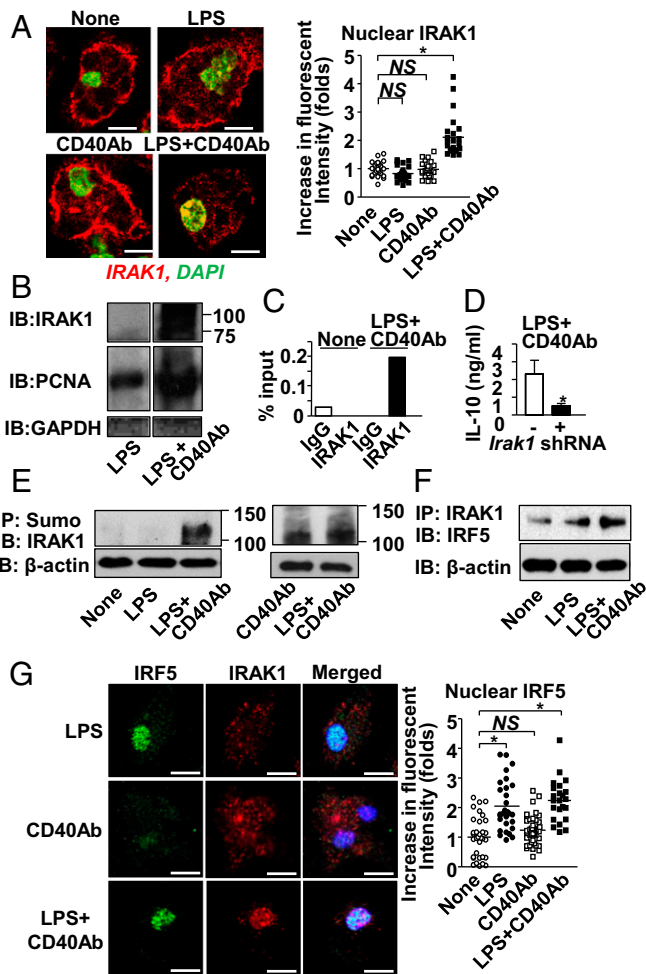 A
None LPS
CD40Ab LPS+CD40Ab
IRAK1, DAPI
Nuclear IRAK1
Increase in fluorescent
Intensity (folds)
5
4
3
2
1
0
*
NS
NS
None
LPS
CD40Ab
LPS+CD40Ab
B
IB:IRAK1
100
75
IB:PCNA
IB:GAPDH
LPS
LPS +
CD40Ab
C
None LPS+
CD40Ab
% input
0.2
0.1
0
IgG
IRAK1
IgG
IRAK1
D
LPS+
CD40Ab
IL-10 (ng/ml)
4
3
2
1
0
*
- +
Irak1 shRNA
E
P: Sumo
B: IRAK1
B: β-actin
150
100
None
LPS
LPS+
CD40Ab
150
100
CD40Ab
LPS+
CD40Ab
F
IP: IRAK1
IB: IRF5
IB: β-actin
None
LPS
LPS+
CD40Ab
G
IRF5 IRAK1 Merged
LPS
CD40Ab
LPS+
CD40Ab
Nuclear IRF5
Increase in fluorescent
Intensity (folds)
5
4
3
2
1
0
*
NS
*
None
LPS
CD40Ab
LPS+CD40Ab